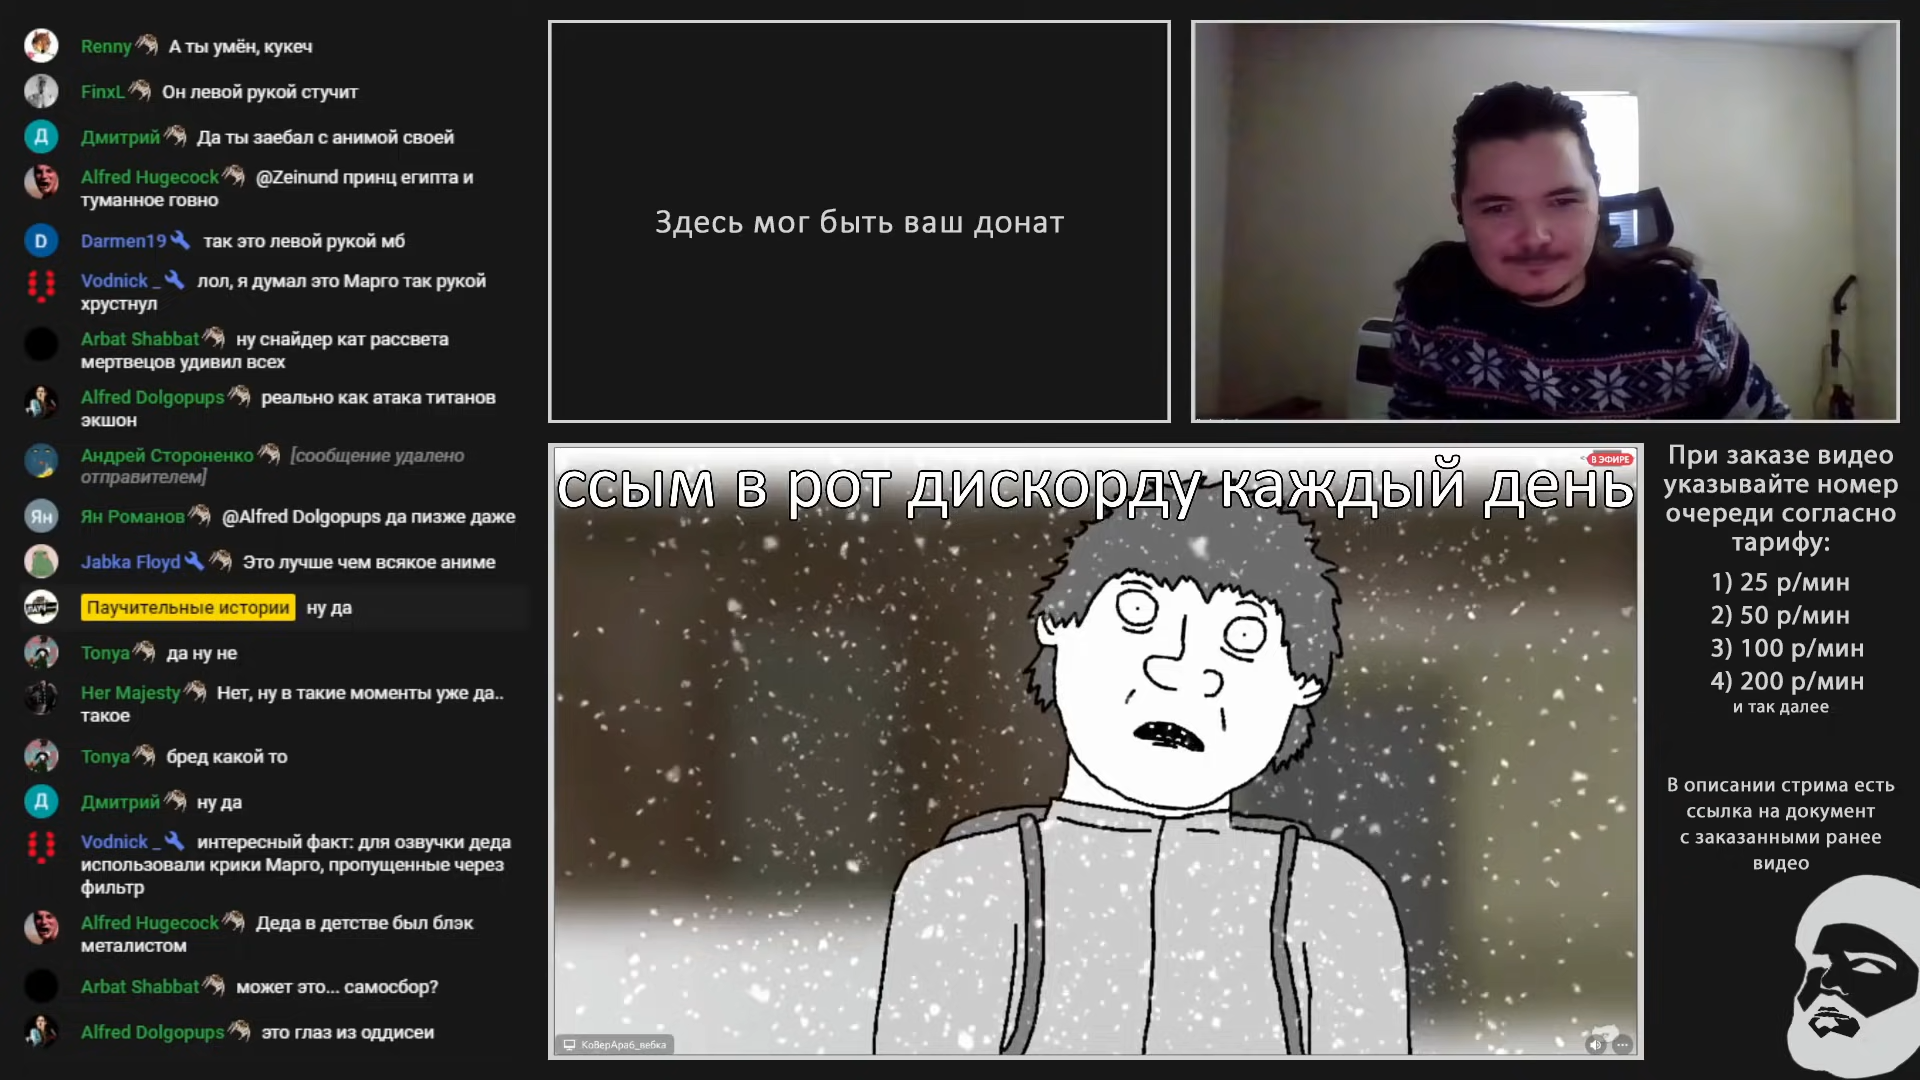 Renny А ты умён, кукеч
FinxL Он левой рукой стучит
Д
Дмитрий Да ты заебал с анимой своей
Alfred Hugecock @Zeinund принц египта и
туманное говно
D
Darmen19 так это левой рукой мб
Vodnick _ лол, я думал это Марго так рукой
хрустнул
Arbat Shabbat ну снайдер кат рассвета
мертвецов удивил всех
Alfred Dolgopups реально как атака титанов
экшон
Андрей Стороненко [сообщение удалено
отправителем]
Ян
Ян Романов @Alfred Dolgopups да пизже даже
Jabka Floyd Это лучше чем всякое аниме
Паучительные истории ну да
Tonya да ну не
Her Majesty Нет, ну в такие моменты уже да..
такое
Tonya бред какой то
Д
Дмитрий ну да
Vodnick _ интересный факт: для озвучки деда
использовали крики Марго, пропущенные через
фильтр
Alfred Hugecock Деда в детстве был блэк
металистом
Arbat Shabbat может это... самосбор?
Alfred Dolgopups это глаз из оддисеи
Здесь мог быть ваш донат
В ЭФИРЕ
ссым в рот дискорду каждый день
КоВерАраб_вебка
При заказе видео
указывайте номер
очереди согласно
тарифу:
1) 25 р/мин
2) 50 р/мин
3) 100 р/мин
4) 200 р/мин
и так далее
В описании стрима есть
ссылка на документ
с заказанными ранее
видео